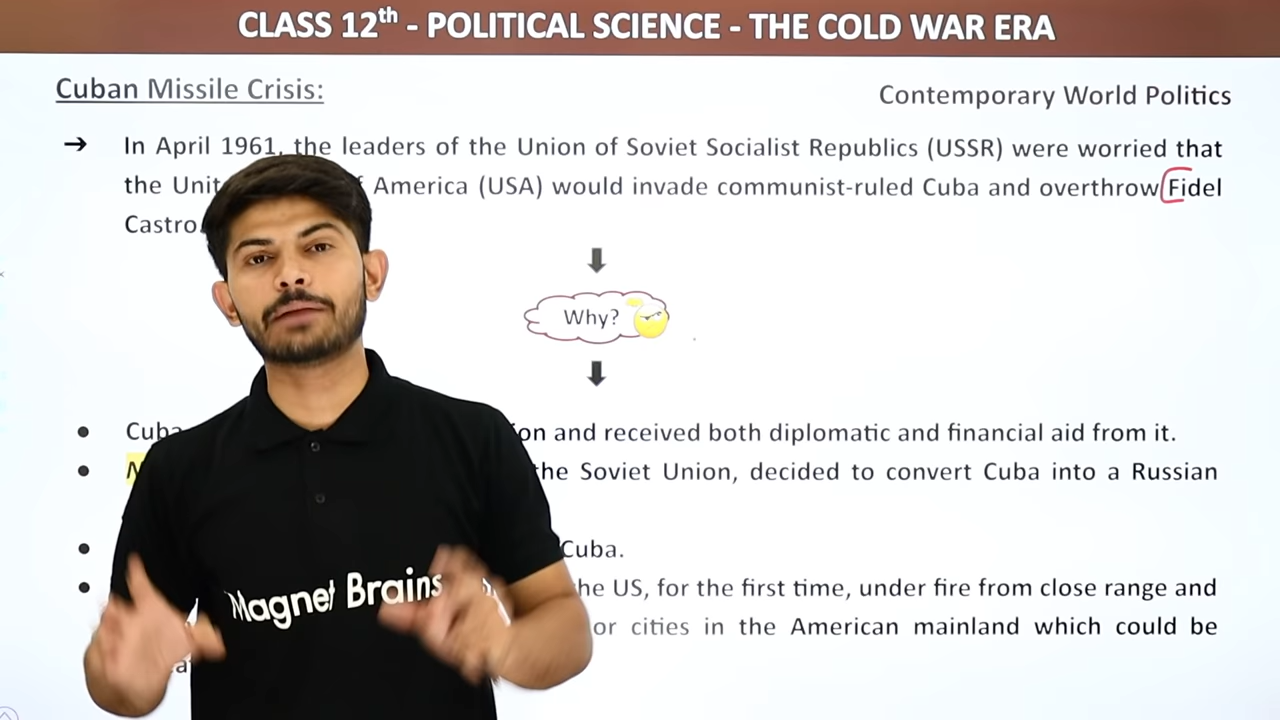 CLASS 12th - POLITICAL SCIENCE - THE COLD WAR ERA
Cuban Missile Crisis:
Contemporary World Politics
➔ In April 1961, the leaders of the Union of Soviet Socialist Republics (USSR) were worried that
the America (USA) would invade communist-ruled Cuba and overthrow Fidel
Castro
Why?
• and received both diplomatic and financial aid from it.
• the Soviet Union, decided to convert Cuba into a Russian
• Cuba.
• the US, for the first time, under fire from close range and
or cities in the American mainland which could be
Magnet Brains